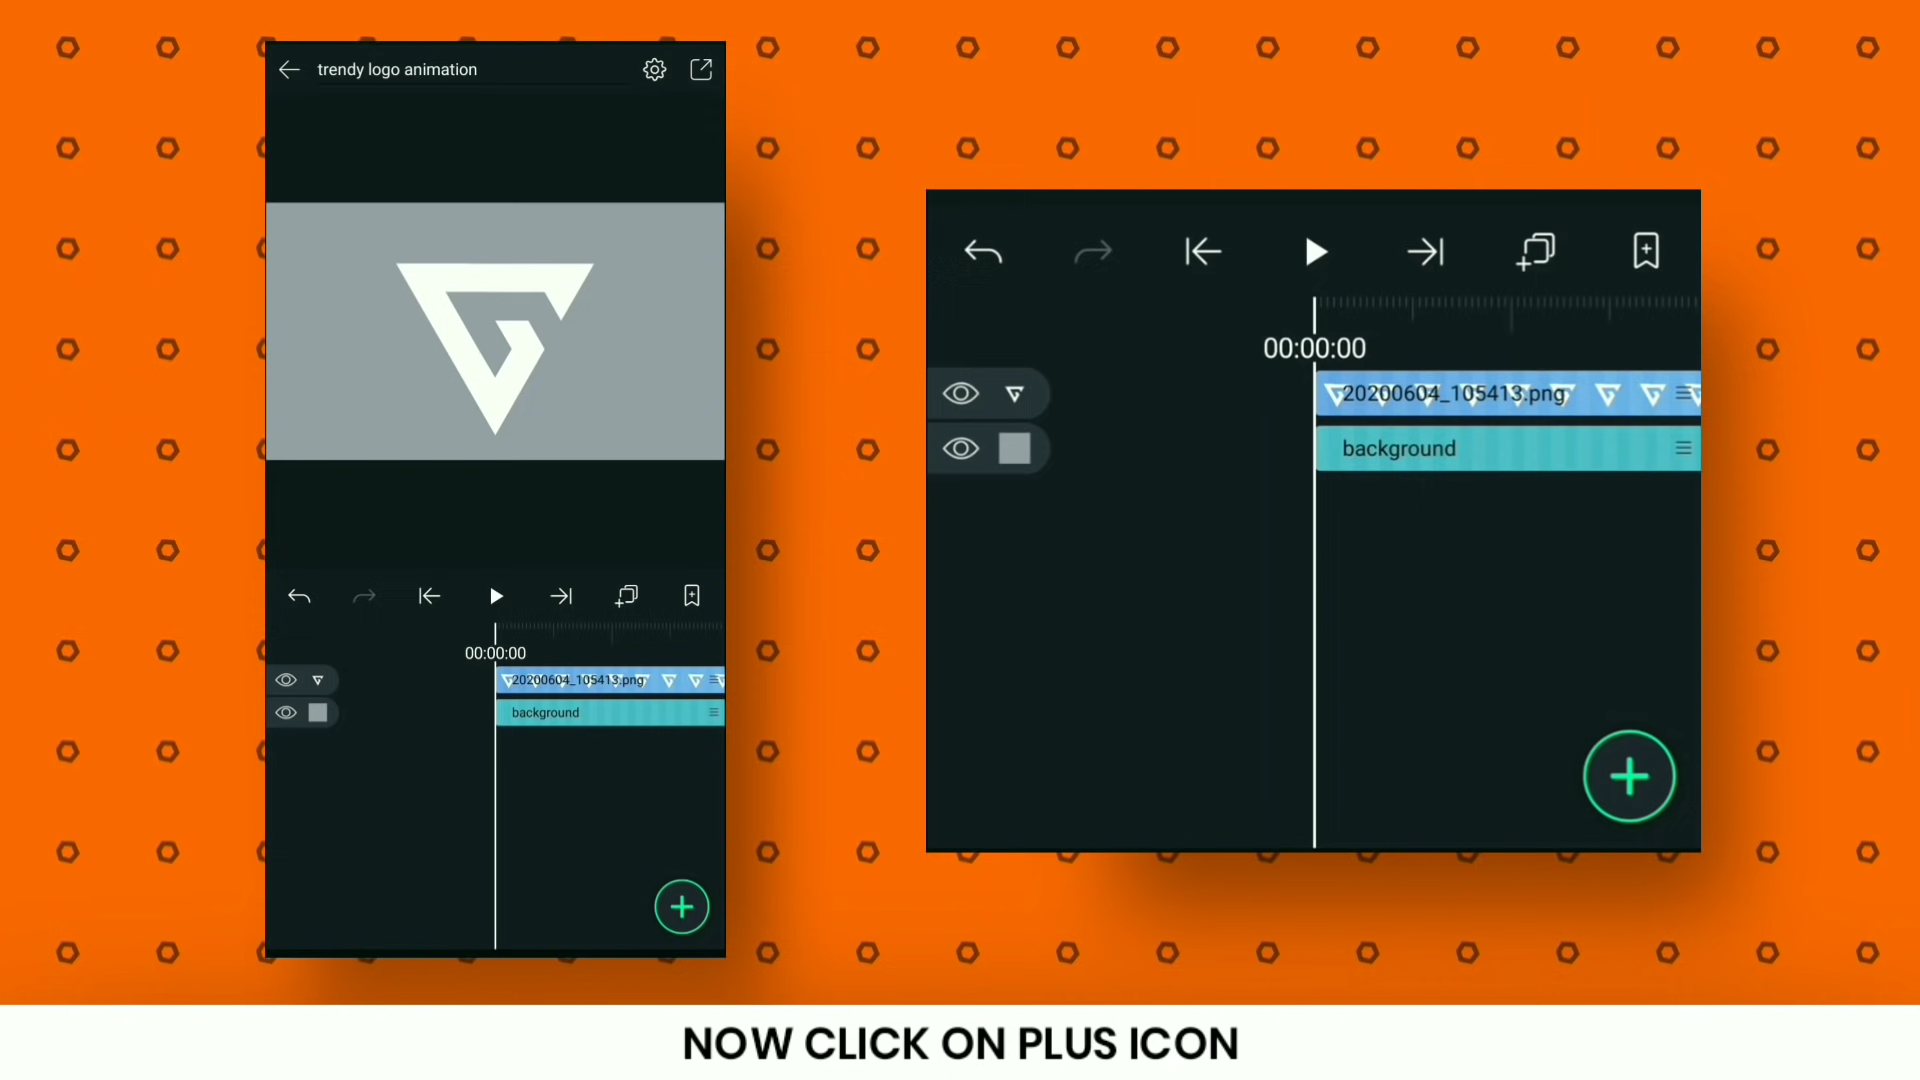 trendy logo animation
00:00:00
20200604_105413.png
background
00:00:00
20200604_105413.png
background
NOW CLICK ON PLUS ICON